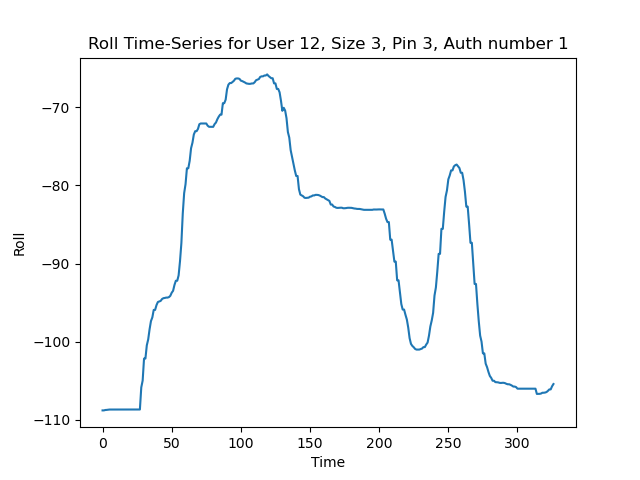 Roll Time-Series for User 12, Size 3, Pin 3, Auth number 1
−70
−80
−90
−100
−110
Roll
0 50 100 150 200 250 300
Time